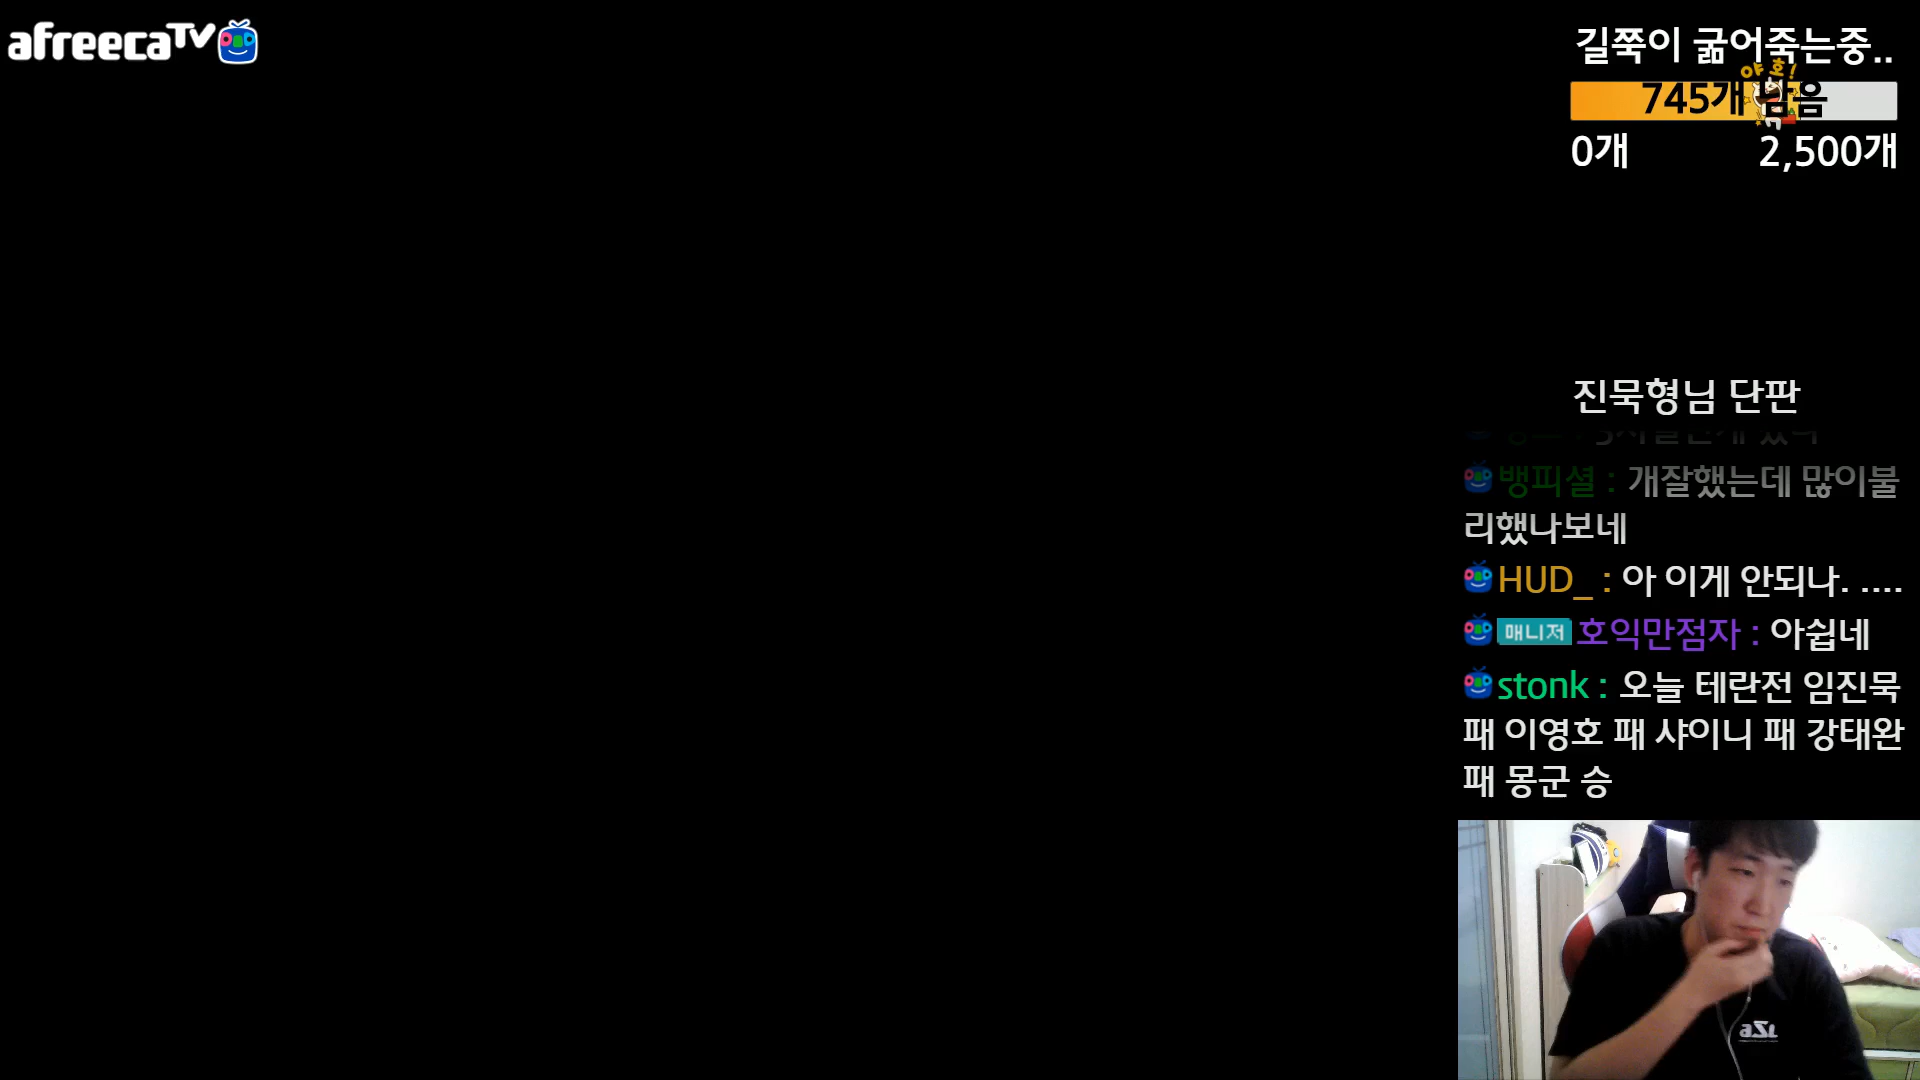 afreecaTV
길쭉이 굶어죽는중..
야호!
745개 남음
0개 2,500개
진묵형님 단판
뱅피셜 : 개잘했는데 많이불
리했나보네
HUD_ : 아 이게 안되나. ....
매니저 호익만점자 : 아쉽네
stonk : 오늘 테란전 임진묵
패 이영호 패 샤이니 패 강태완
패 몽군 승